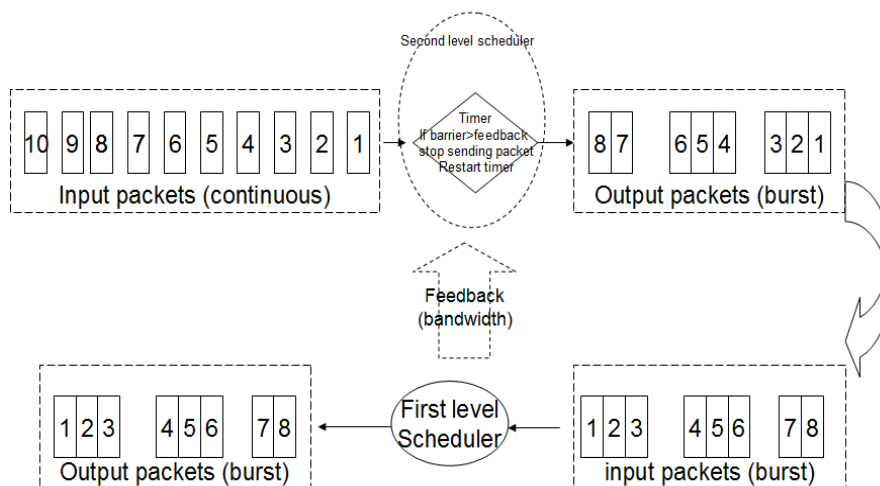 Second level scheduler
10 9 8 7 6 5 4 3 2 1
Input packets (continuous)
Timer
If barrier>feedback
stop sending packet
Restart timer
8 7 6 5 4 3 2 1
Output packets (burst)
Feedback
(bandwidth)
1 2 3 4 5 6 7 8
Output packets (burst)
First level
Scheduler
1 2 3 4 5 6 7 8
input packets (burst)